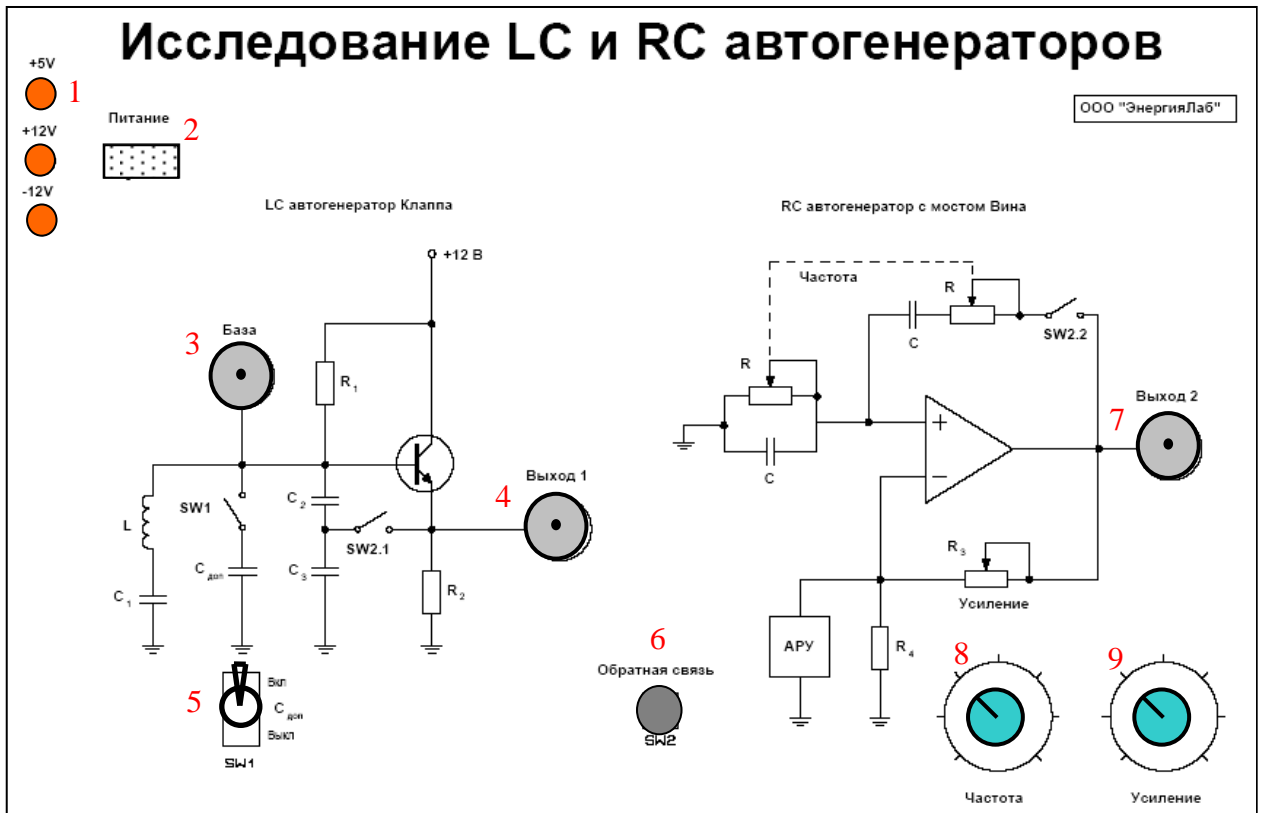 Исследование LC и RC автогенераторов
+5V
1
ООО "ЭнергияЛаб"
Питание
2
+12V
-12V
LC автогенератор Клаппа
RC автогенератор с мостом Вина
+12 В
Частота
R
C
SW2.2
База
3
R1
R
C
+
−
Выход 2
7
Выход 1
4
SW1
C2
L
SW2.1
Cдоп
C3
C1
R2
R3
Усиление
АРУ
R4
6
Обратная связь
SW2
5
Вкл
Cдоп
Выкл
SW1
8
9
Частота
Усиление